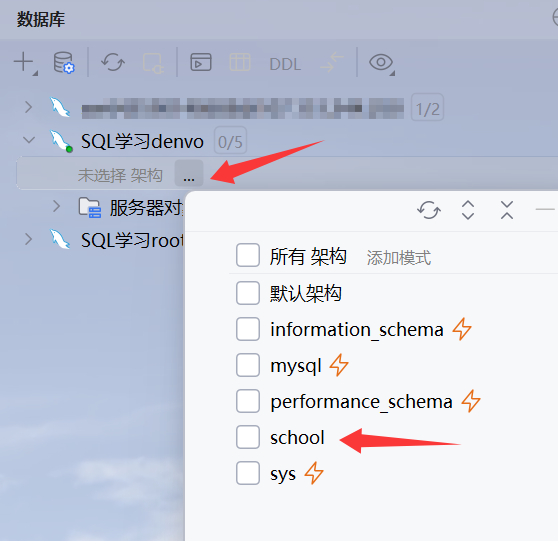 数据库
DDL
1/2
SQL学习denvo 0/5
未选择 架构 ...
服务器对
SQL学习root
所有 架构 添加模式
默认架构
information_schema
mysql
performance_schema
school
sys